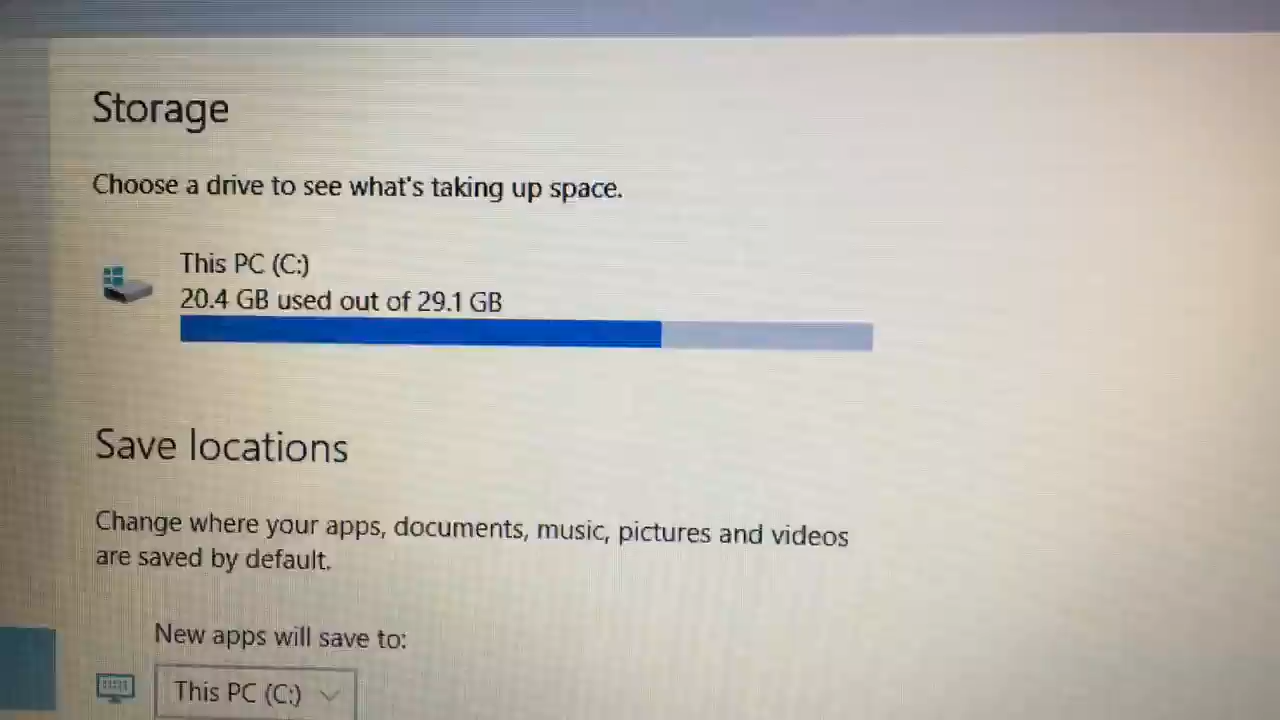 Storage
Choose a drive to see what's taking up space.
This PC (C:)
20.4 GB used out of 29.1 GB
Save locations
Change where your apps, documents, music, pictures and videos
are saved by default.
New apps will save to:
This PC (C:)